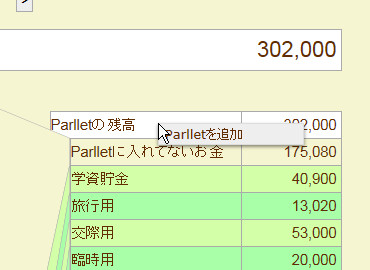 302,000
Parlletの残高 302,000
Parlletを追加
Parlletに入れてないお金 175,080
学資貯金 40,900
旅行用 13,020
交際用 53,000
臨時用 20,000